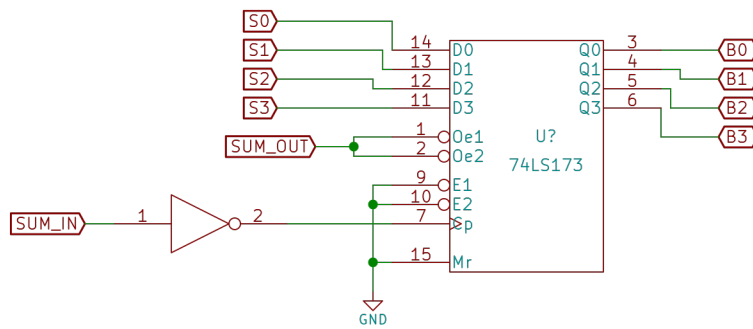 S0
S1
S2
S3
SUM_OUT
SUM_IN
1
2
14
13
12
11
1
2
9
10
7
15
D0
D1
D2
D3
Oe1
Oe2
E1
E2
Cp
Mr
U?
74LS173
Q0
Q1
Q2
Q3
3
4
5
6
B0
B1
B2
B3
GND